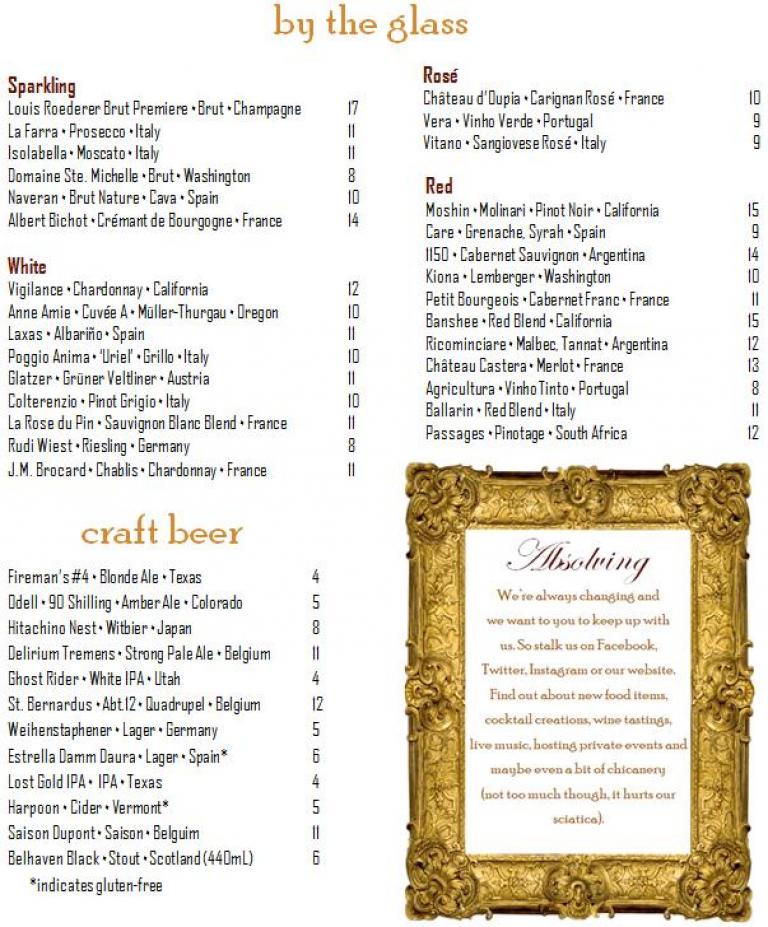 by the glass
Sparkling
Louis Roederer Brut Premiere • Brut • Champagne 17
La Farra • Prosecco • Italy 11
Isolabella • Moscato • Italy 11
Domaine Ste. Michelle • Brut • Washington 8
Naveran • Brut Nature • Cava • Spain 10
Albert Bichot • Crémant de Bourgogne • France 14
White
Vigilance • Chardonnay • California 12
Anne Amie • Cuvée A • Müller-Thurgau • Oregon 10
Laxas • Albariño • Spain 11
Poggio Anima • 'Uriel' • Grillo • Italy 10
Glatzer • Grüner Veltliner • Austria 11
Colterenzio • Pinot Grigio • Italy 10
La Rose du Pin • Sauvignon Blanc Blend • France 11
Rudi Wiest • Riesling • Germany 8
J.M. Brocard • Chablis • Chardonnay • France 11
Rosé
Château d'Oupia • Carignan Rosé • France 10
Vera • Vinho Verde • Portugal 9
Vitano • Sangiovese Rosé • Italy 9
Red
Moshin • Molinari • Pinot Noir • California 15
Care • Grenache, Syrah • Spain 9
1150 • Cabernet Sauvignon • Argentina 14
Kiona • Lemberger • Washington 10
Petit Bourgeois • Cabernet Franc • France 11
Banshee • Red Blend • California 15
Ricominciare • Malbec, Tannat • Argentina 12
Château Castera • Merlot • France 13
Agricultura • Vinho Tinto • Portugal 8
Ballarin • Red Blend • Italy 11
Passages • Pinotage • South Africa 12
craft beer
Fireman's #4 • Blonde Ale • Texas 4
Odell • 90 Shilling • Amber Ale • Colorado 5
Hitachino Nest • Witbier • Japan 8
Delirium Tremens • Strong Pale Ale • Belgium 11
Ghost Rider • White IPA • Utah 4
St. Bernardus • Abt.12 • Quadrupel • Belgium 12
Weihenstaphener • Lager • Germany 5
Estrella Damm Daura • Lager • Spain* 6
Lost Gold IPA • IPA • Texas 4
Harpoon • Cider • Vermont* 5
Saison Dupont • Saison • Belguim 11
Belhaven Black • Stout • Scotland (440mL) 6
*indicates gluten-free
Absolving
We're always changing and
we want to you to keep up with
us. So stalk us on Facebook,
Twitter, Instagram or our website.
Find out about new food items,
cocktail creations, wine tastings,
live music, hosting private events and
maybe even a bit of chicanery
(not too much though, it hurts our
sciatica).